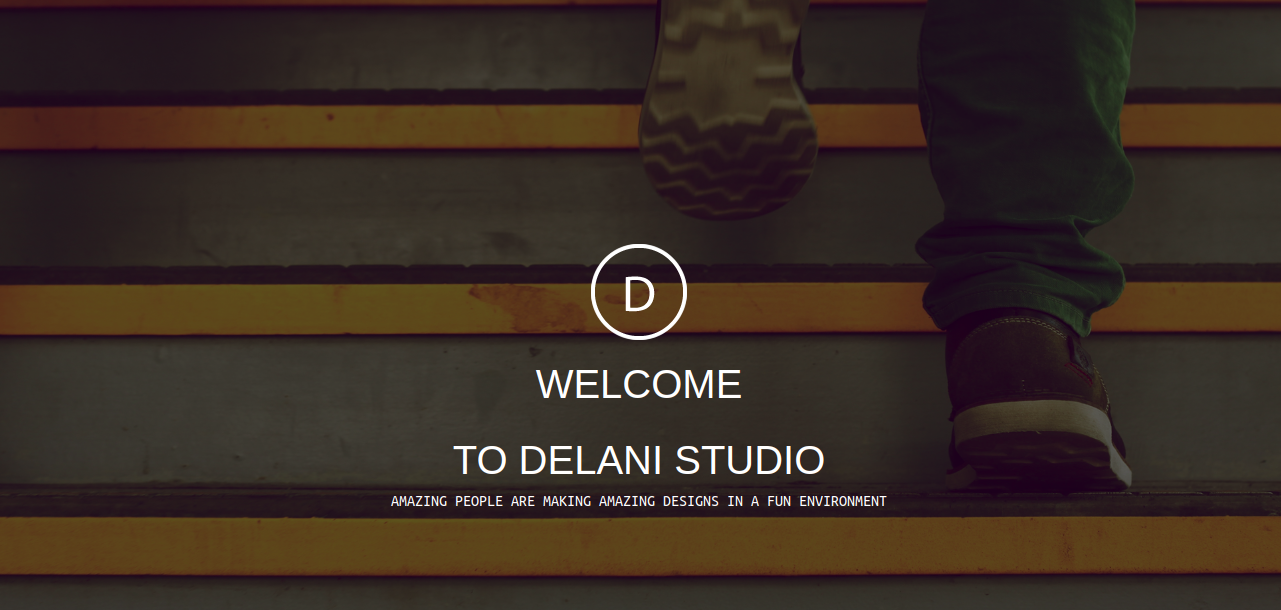 D
WELCOME
TO DELANI STUDIO
AMAZING PEOPLE ARE MAKING AMAZING DESIGNS IN A FUN ENVIRONMENT